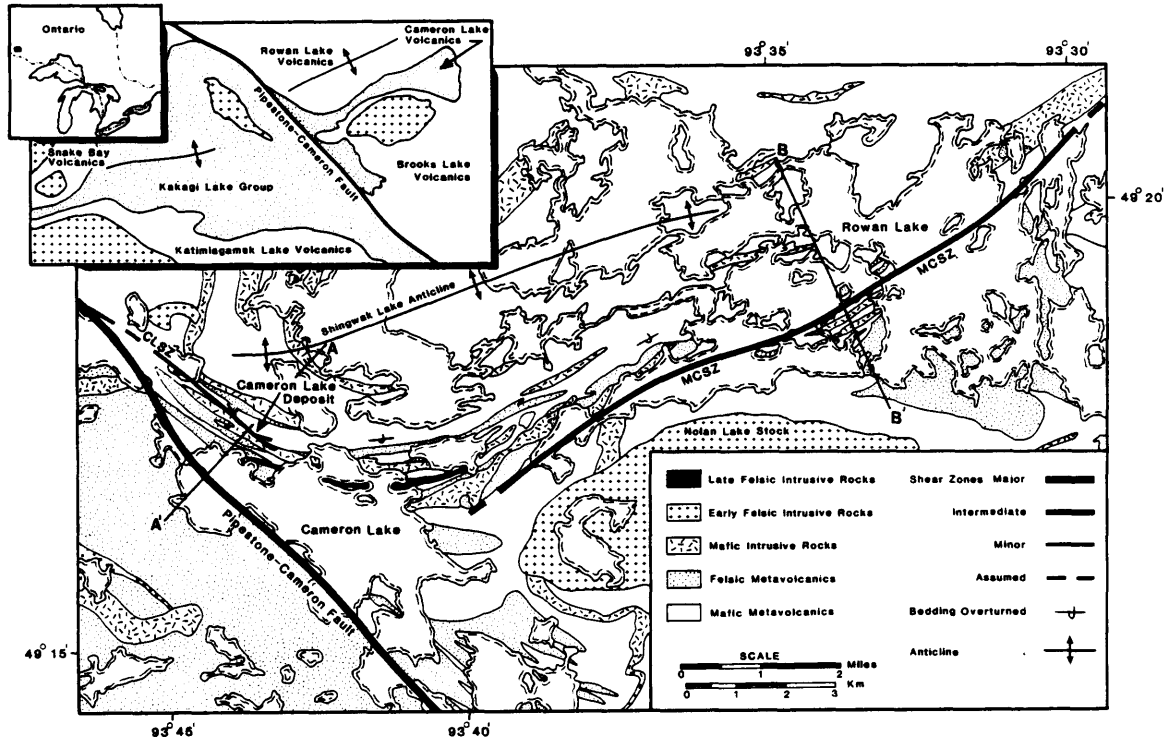 Ontario
Rowan Lake
Volcanics
Cameron Lake
Volcanics
Pipestone-Cameron Fault
Snake Bay
Volcanics
Kakagi Lake Group
Brooks Lake
Volcanics
Katimiagamak Lake Volcanics
93° 35'
93° 30'
49° 20'
B
Rowan Lake
MCSZ
Shingwak Lake Anticline
CLSZ
A
Cameron Lake
Deposit
MCSZ
B'
Nolan Lake Stock
A'
Cameron Lake
Pipestone-Cameron Fault
49° 15'
93° 45'
93° 40'
Late Felsic Intrusive Rocks
Early Felsic Intrusive Rocks
Mafic Intrusive Rocks
Felsic Metavolcanics
Mafic Metavolcanics
Shear Zones Major
Intermediate
Minor
Assumed
Bedding Overturned
Anticline
SCALE
0 1 2 Miles
0 1 2 3 Km